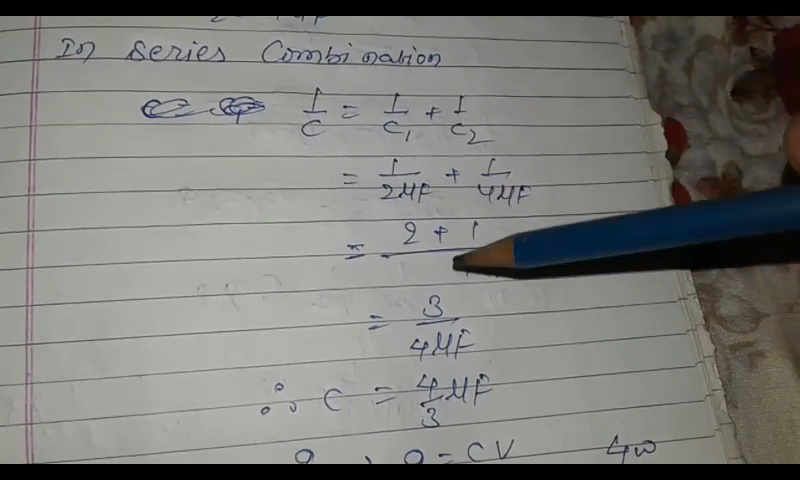 In Series Combination
1/C = 1/C1 + 1/C2
= 1/2μF + 1/4μF
= 2 + 1
= 3/4μF
∴ C = 4/3 μF
Q = CV